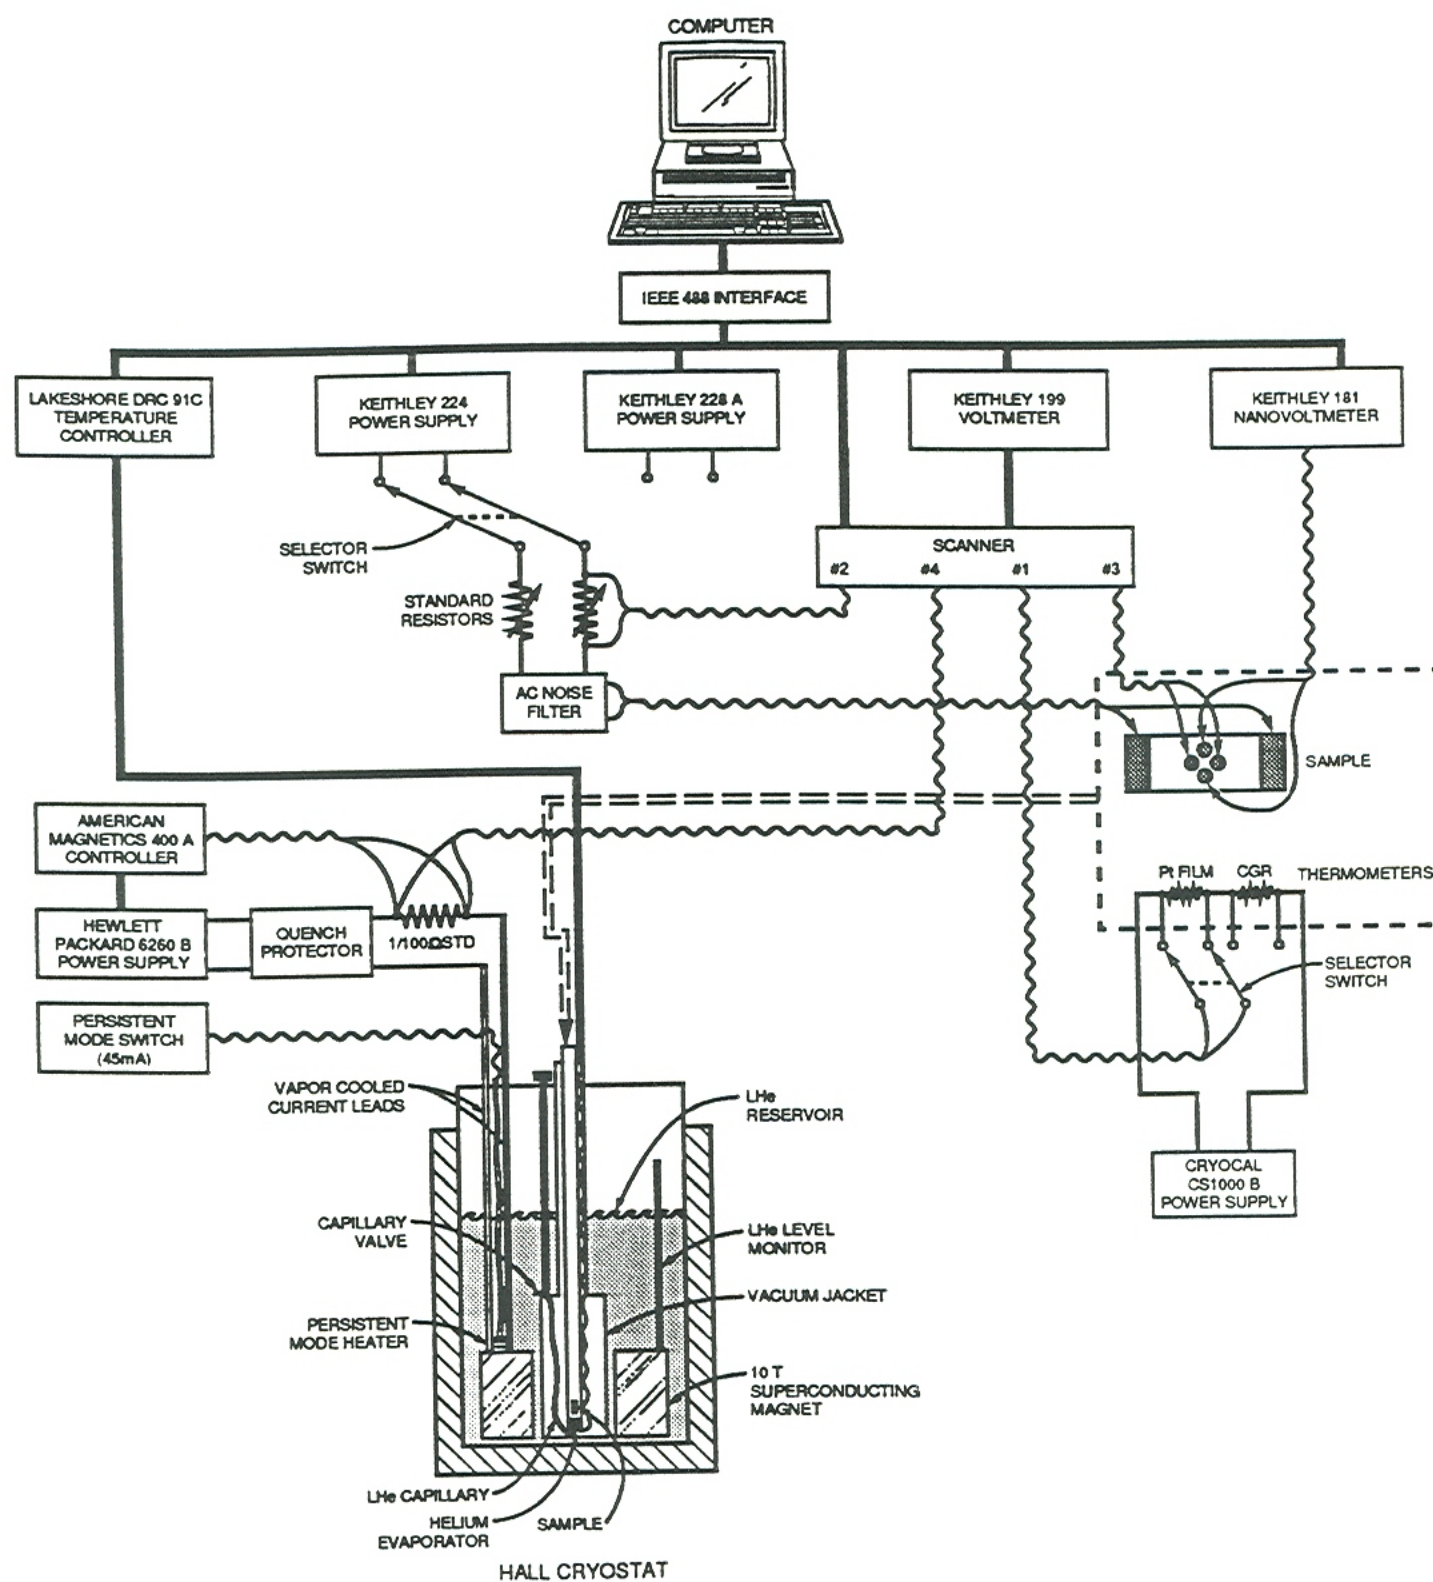 COMPUTER
IEEE 488 INTERFACE
LAKESHORE DRC 91C
TEMPERATURE
CONTROLLER
KEITHLEY 224
POWER SUPPLY
KEITHLEY 228 A
POWER SUPPLY
KEITHLEY 199
VOLTMETER
KEITHLEY 181
NANOVOLTMETER
SELECTOR
SWITCH
SCANNER
#2 #4 #1 #3
STANDARD
RESISTORS
AC NOISE
FILTER
SAMPLE
AMERICAN
MAGNETICS 400 A
CONTROLLER
Pt FILM CGR THERMOMETERS
HEWLETT
PACKARD 6260 B
POWER SUPPLY
QUENCH
PROTECTOR
1/100ΩSTD
SELECTOR
SWITCH
PERSISTENT
MODE SWITCH
(45mA)
VAPOR COOLED
CURRENT LEADS
LHe
RESERVOIR
CRYOCAL
CS1000 B
POWER SUPPLY
CAPILLARY
VALVE
LHe LEVEL
MONITOR
VACUUM JACKET
PERSISTENT
MODE HEATER
10 T
SUPERCONDUCTING
MAGNET
LHe CAPILLARY
HELIUM
EVAPORATOR
SAMPLE
HALL CRYOSTAT